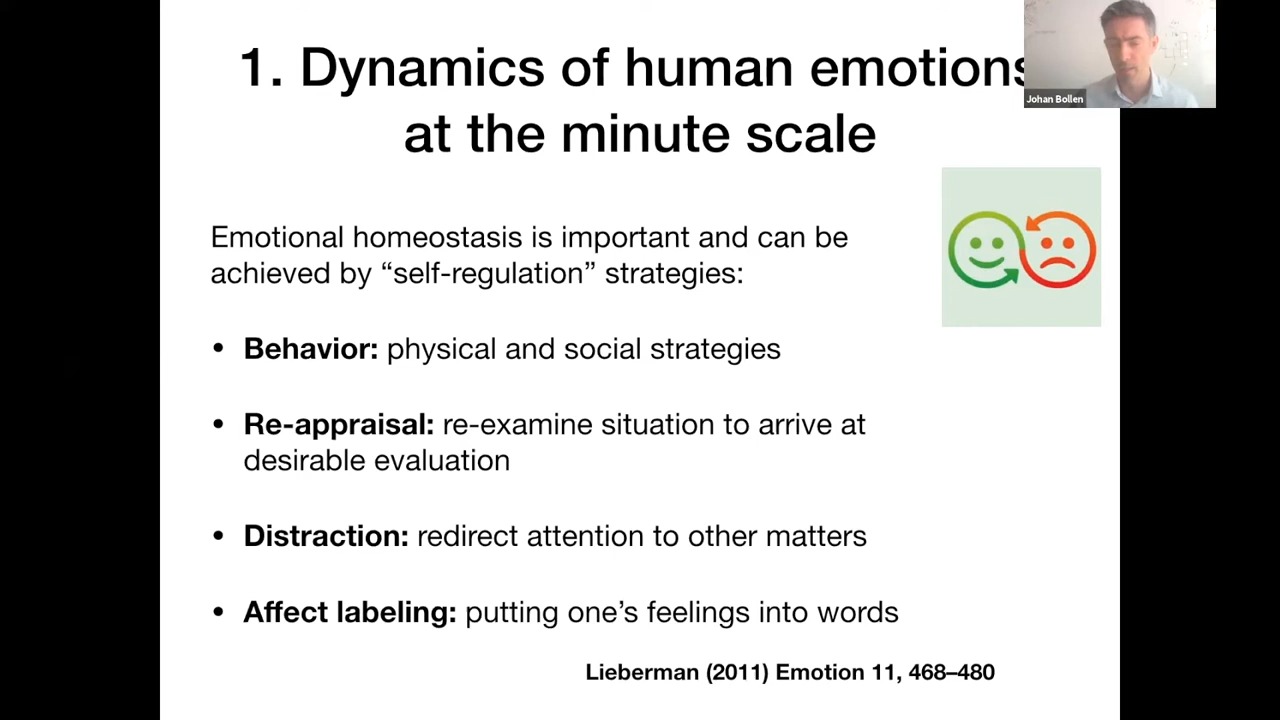 1. Dynamics of human emotions
at the minute scale
Johan Bollen
Emotional homeostasis is important and can be
achieved by “self-regulation” strategies:
• Behavior: physical and social strategies
• Re-appraisal: re-examine situation to arrive at
desirable evaluation
• Distraction: redirect attention to other matters
• Affect labeling: putting one’s feelings into words
Lieberman (2011) Emotion 11, 468–480